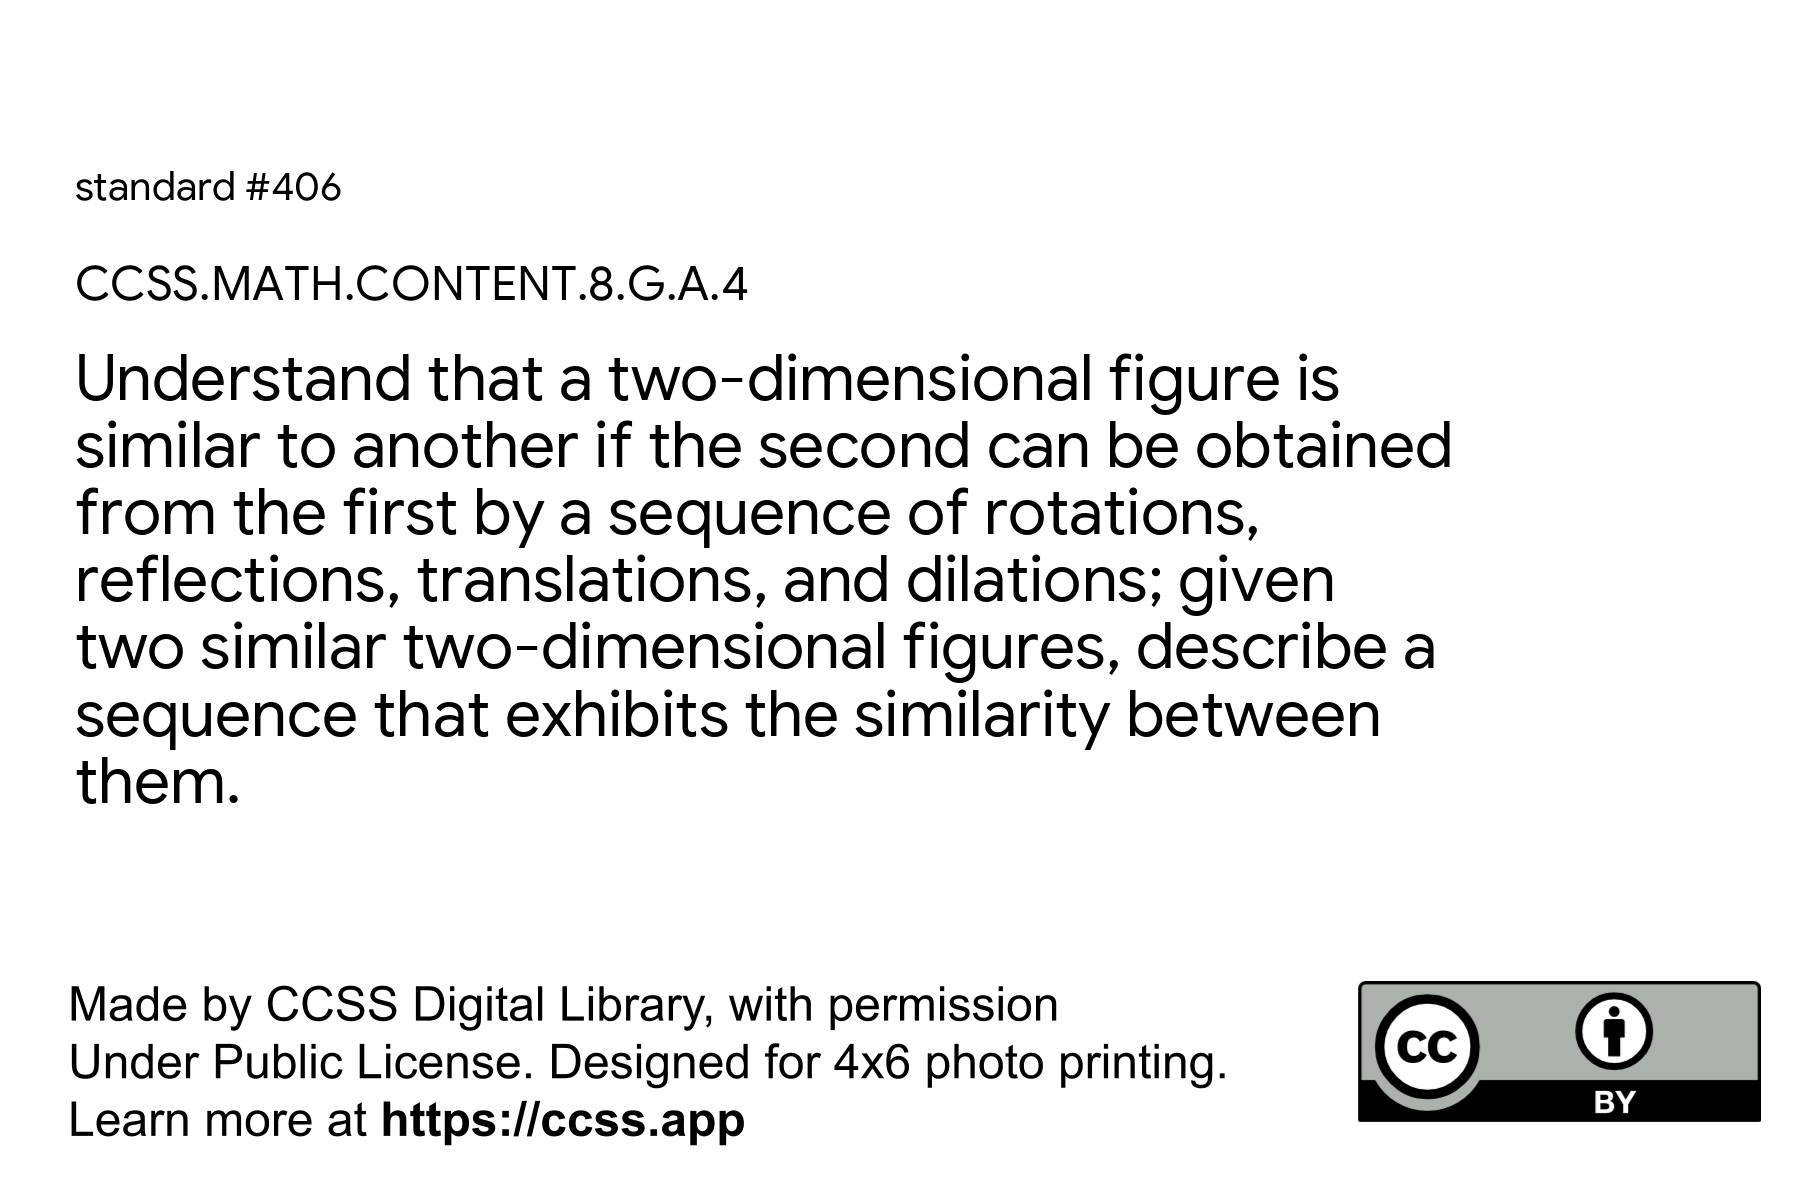 standard #406
CCSS.MATH.CONTENT.8.G.A.4
Understand that a two-dimensional figure is
similar to another if the second can be obtained
from the first by a sequence of rotations,
reflections, translations, and dilations; given
two similar two-dimensional figures, describe a
sequence that exhibits the similarity between
them.
Made by CCSS Digital Library, with permission
Under Public License. Designed for 4x6 photo printing.
Learn more at https://ccss.app
cc
BY